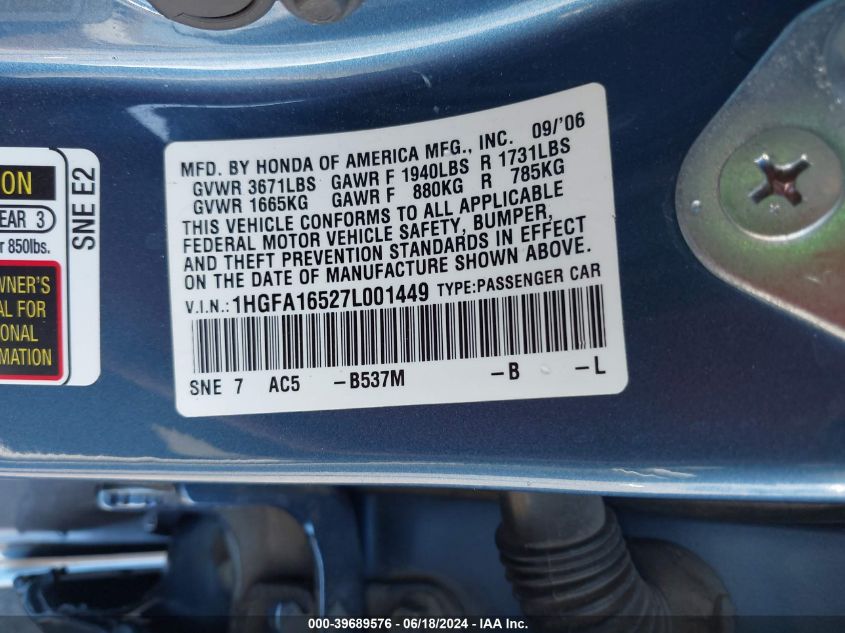 MFD. BY HONDA OF AMERICA MFG., INC. 09/'06
GVWR 3671LBS GAWR F 1940LBS R 1731LBS
GVWR 1665KG GAWR F 880KG R 785KG
THIS VEHICLE CONFORMS TO ALL APPLICABLE
FEDERAL MOTOR VEHICLE SAFETY, BUMPER,
AND THEFT PREVENTION STANDARDS IN EFFECT
ON THE DATE OF MANUFACTURE SHOWN ABOVE.
V.I.N.: 1HGFA16527L001449 TYPE:PASSENGER CAR
SNE 7 AC5 -B537M -B -L
ON
EAR 3
r 850lbs.
WNER'S
AL FOR
IONAL
MATION
SNE E2
000-39689576 - 06/18/2024 - IAA Inc.